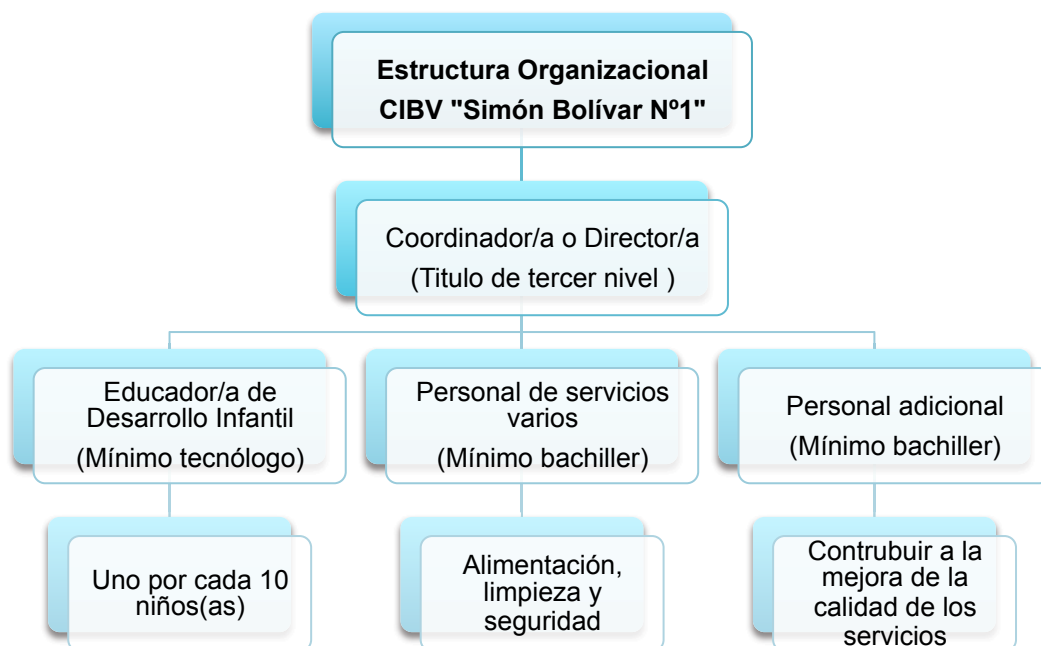 Estructura Organizacional
CIBV "Simón Bolívar Nº1"
Coordinador/a o Director/a
(Titulo de tercer nivel )
Educador/a de
Desarrollo Infantil
(Mínimo tecnólogo)
Personal de servicios
varios
(Mínimo bachiller)
Personal adicional
(Mínimo bachiller)
Uno por cada 10
niños(as)
Alimentación,
limpieza y
seguridad
Contrubuir a la
mejora de la
calidad de los
servicios